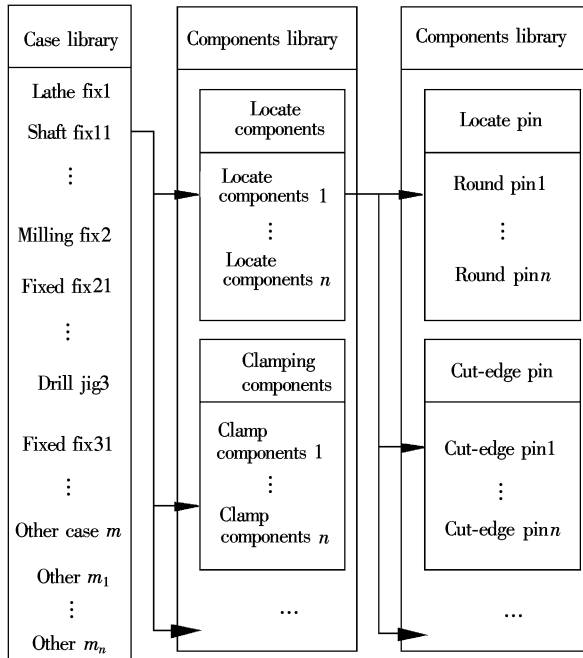 Case library
Lathe fix1
Shaft fix11
⋮
Milling fix2
Fixed fix21
⋮
Drill jig3
Fixed fix31
⋮
Other case m
Other m₁
⋮
Other mₙ
Components library
Locate
components
Locate
components 1
⋮
Locate
components n
Clamping
components
Clamp
components 1
⋮
Clamp
components n
...
Components library
Locate pin
Round pin1
⋮
Round pinn
Cut-edge pin
Cut-edge pin1
⋮
Cut-edge pinn
...